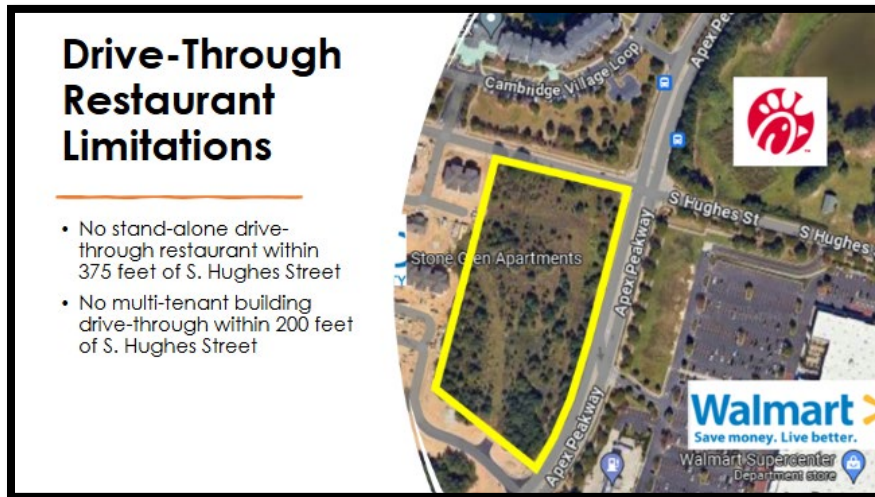 Drive-Through
Restaurant
Limitations
• No stand-alone drive-
through restaurant within
375 feet of S. Hughes Street
• No multi-tenant building
drive-through within 200 feet
of S. Hughes Street
Cambridge Village Loop
Apex Peakway
S Hughes St
Stone Glen Apartments
Apex Peakway
Apex Peakway
Walmart
Save money. Live better.
Walmart Supercenter
Department store